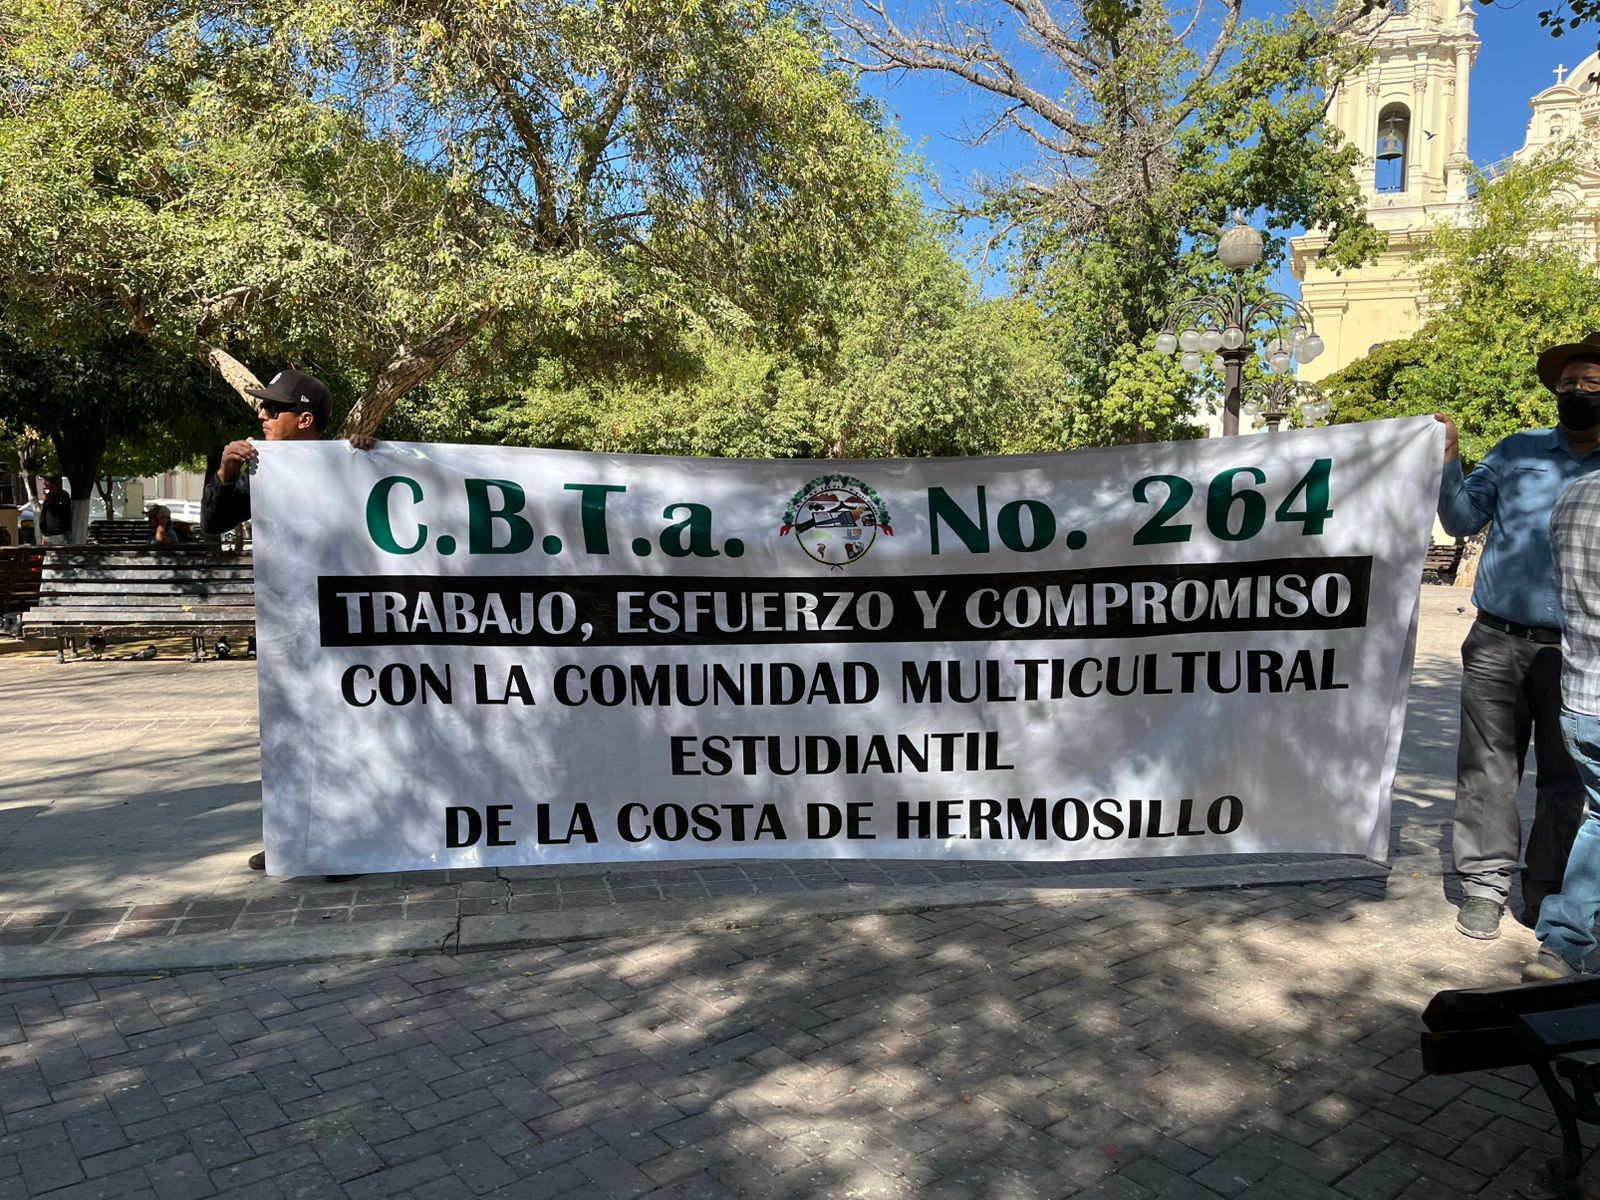 C.B.T.a. No. 264
TRABAJO, ESFUERZO Y COMPROMISO
CON LA COMUNIDAD MULTICULTURAL
ESTUDIANTIL
DE LA COSTA DE HERMOSILLO